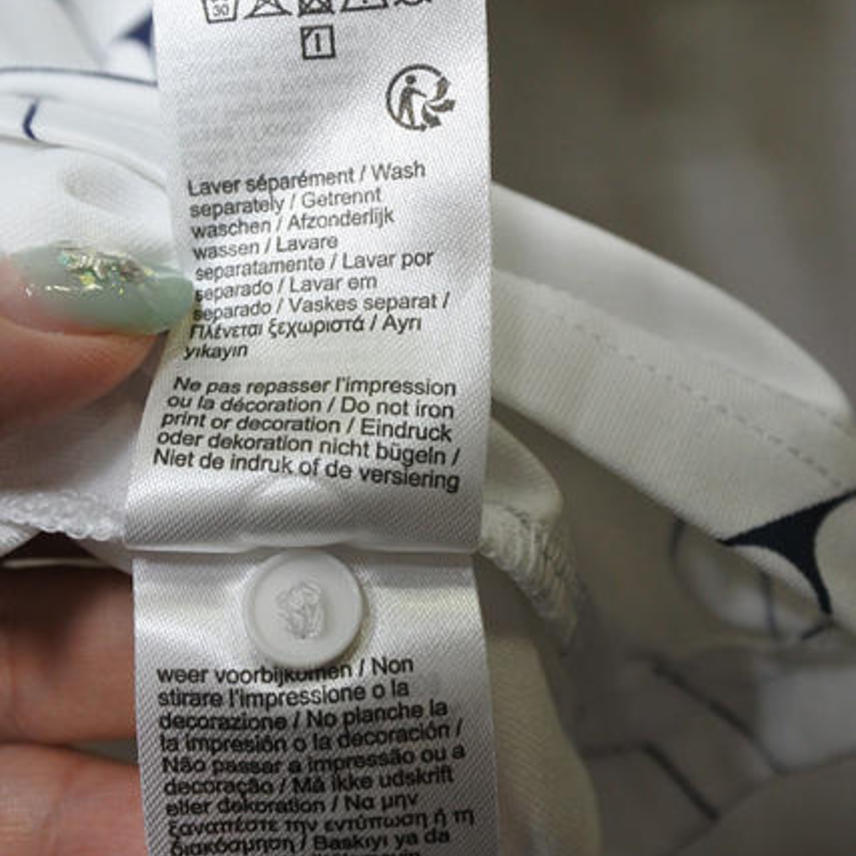 30
Laver séparément / Wash
separately / Getrennt
waschen / Afzonderlijk
wassen / Lavare
separatamente / Lavar por
separado / Lavar em
separado / Vaskes separat /
Πλένεται ξεχωριστά / Ayrı
yıkayın
Ne pas repasser l'impression
ou la décoration / Do not iron
print or decoration / Eindruck
oder dekoration nicht bügeln /
Niet de indruk of de versiering
weer voorbijkomen / Non
stirare l'impressione o la
decorazione / No planche la
la impresión o la decoración /
Não passar a impressão ou a
decoração / Må ikke udskrift
eller dekoration / Να μην
ξαναπέστε την εντύπωση ή τη
διακόσμηση / Baskıyı ya da